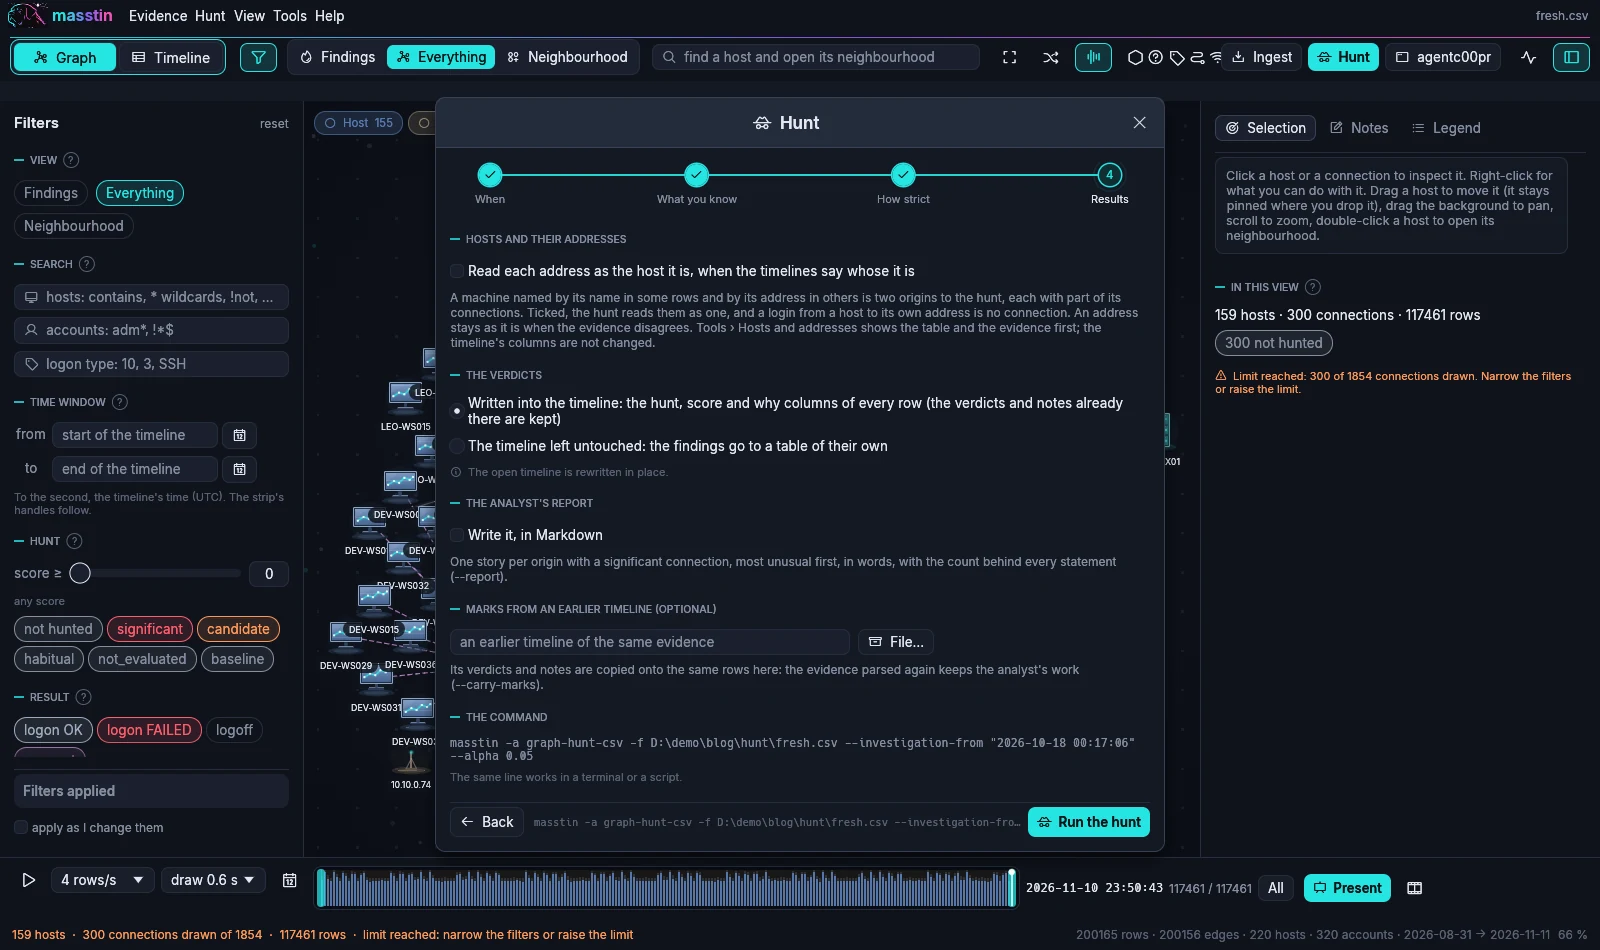 masstin Evidence Hunt View Tools Help fresh.csv
Graph Timeline Findings Everything Neighbourhood find a host and open its neighbourhood Ingest Hunt agentc00pr
Filters reset
VIEW ?
Findings Everything
Neighbourhood
SEARCH ?
hosts: contains, * wildcards, !not, ...
accounts: adm*, !*$
logon type: 10, 3, SSH
TIME WINDOW ?
from start of the timeline
to end of the timeline
To the second, the timeline's time (UTC). The strip's
handles follow.
HUNT ?
score ≥ 0
any score
not hunted significant candidate
habitual not_evaluated baseline
RESULT ?
logon OK logon FAILED logoff
Filters applied
apply as I change them
Host 155
LEO-
LEO-WS015
O-W
DEV-WS00
DEV-WS0 DEV-W
DEV-WS032
DEV-WS015
DEV-WS029 DEV-WS036
DEV-WS031
DEV-WS03
10.10.0.74
X01
Hunt
4
When What you know How strict Results
HOSTS AND THEIR ADDRESSES
Read each address as the host it is, when the timelines say whose it is
A machine named by its name in some rows and by its address in others is two origins to the hunt, each with part of its
connections. Ticked, the hunt reads them as one, and a login from a host to its own address is no connection. An address
stays as it is when the evidence disagrees. Tools › Hosts and addresses shows the table and the evidence first; the
timeline's columns are not changed.
THE VERDICTS
Written into the timeline: the hunt, score and why columns of every row (the verdicts and notes already
there are kept)
The timeline left untouched: the findings go to a table of their own
The open timeline is rewritten in place.
THE ANALYST'S REPORT
Write it, in Markdown
One story per origin with a significant connection, most unusual first, in words, with the count behind every statement
(--report).
MARKS FROM AN EARLIER TIMELINE (OPTIONAL)
an earlier timeline of the same evidence File...
Its verdicts and notes are copied onto the same rows here: the evidence parsed again keeps the analyst's work
(--carry-marks).
THE COMMAND
masstin -a graph-hunt-csv -f D:\demo\blog\hunt\fresh.csv --investigation-from "2026-10-18 00:17:06"
--alpha 0.05
The same line works in a terminal or a script.
Back masstin -a graph-hunt-csv -f D:\demo\blog\hunt\fresh.csv --investigation-fro... Run the hunt
Selection Notes Legend
Click a host or a connection to inspect it. Right-click for
what you can do with it. Drag a host to move it (it stays
pinned where you drop it), drag the background to pan,
scroll to zoom, double-click a host to open its
neighbourhood.
IN THIS VIEW ?
159 hosts · 300 connections · 117461 rows
300 not hunted
Limit reached: 300 of 1854 connections drawn. Narrow the filters
or raise the limit.
4 rows/s draw 0.6 s 2026-11-10 23:50:43 117461 / 117461 All Present
159 hosts · 300 connections drawn of 1854 · 117461 rows · limit reached: narrow the filters or raise the limit 200165 rows · 200156 edges · 220 hosts · 320 accounts · 2026-08-31 → 2026-11-11 66 %